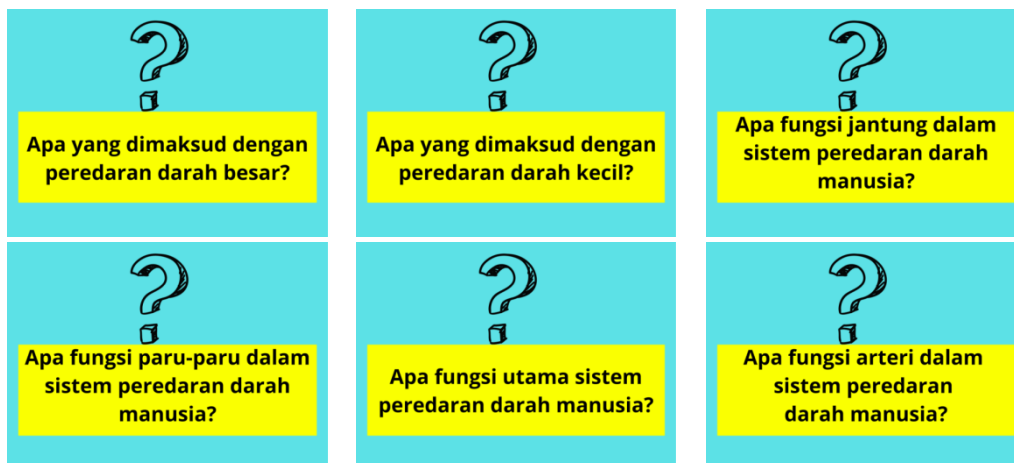 Apa yang dimaksud dengan
peredaran darah besar?
Apa yang dimaksud dengan
peredaran darah kecil?
Apa fungsi jantung dalam
sistem peredaran darah
manusia?
Apa fungsi paru-paru dalam
sistem peredaran darah
manusia?
Apa fungsi utama sistem
peredaran darah manusia?
Apa fungsi arteri dalam
sistem peredaran
darah manusia?